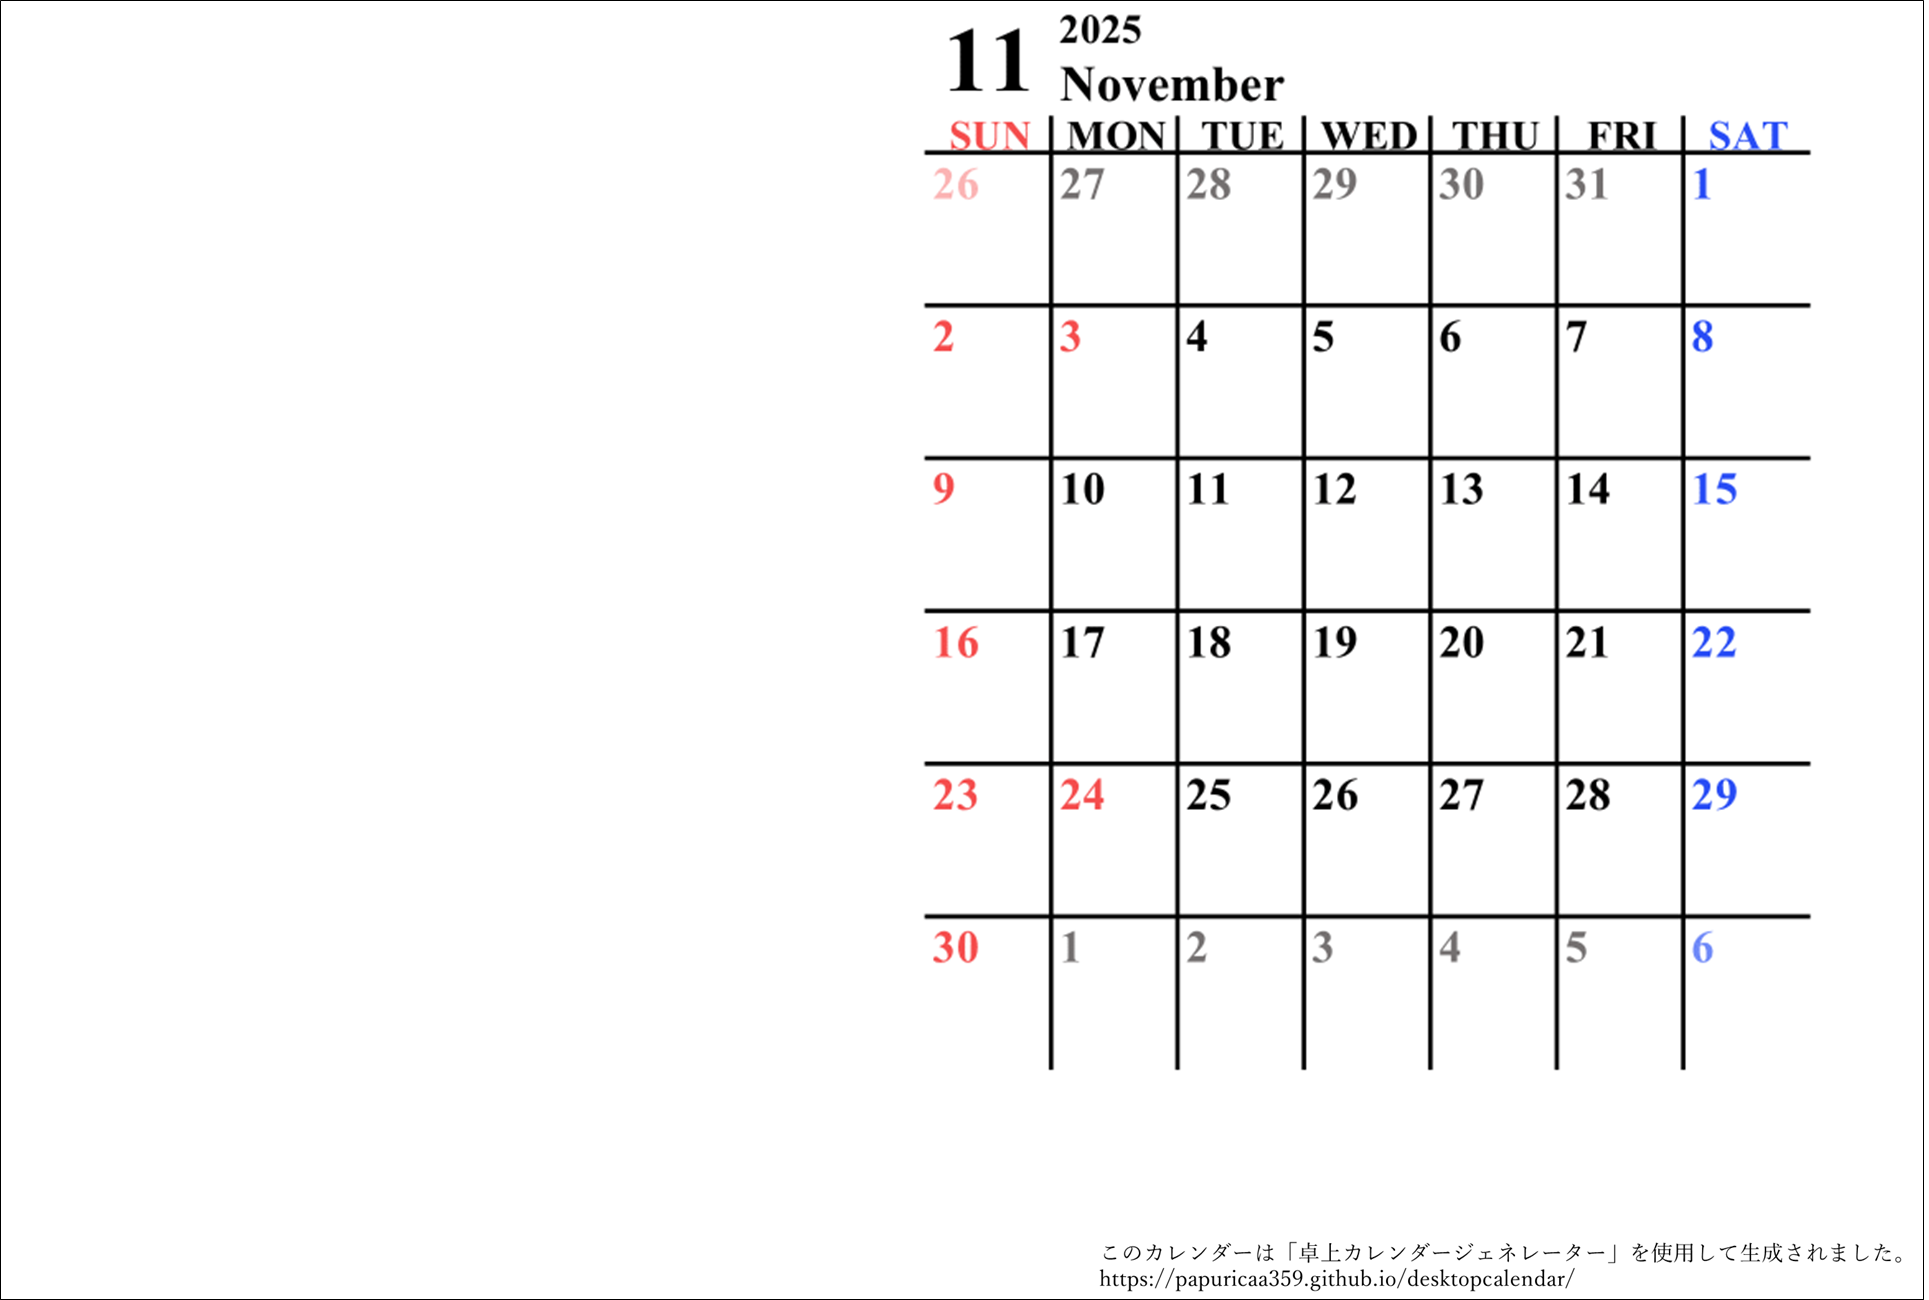 11
2025
November
SUN MON TUE WED THU FRI SAT
26 27 28 29 30 31 1
2 3 4 5 6 7 8
9 10 11 12 13 14 15
16 17 18 19 20 21 22
23 24 25 26 27 28 29
30 1 2 3 4 5 6
このカレンダーは「卓上カレンダージェネレーター」を使用して生成されました。
https://papuricaa359.github.io/desktopcalendar/